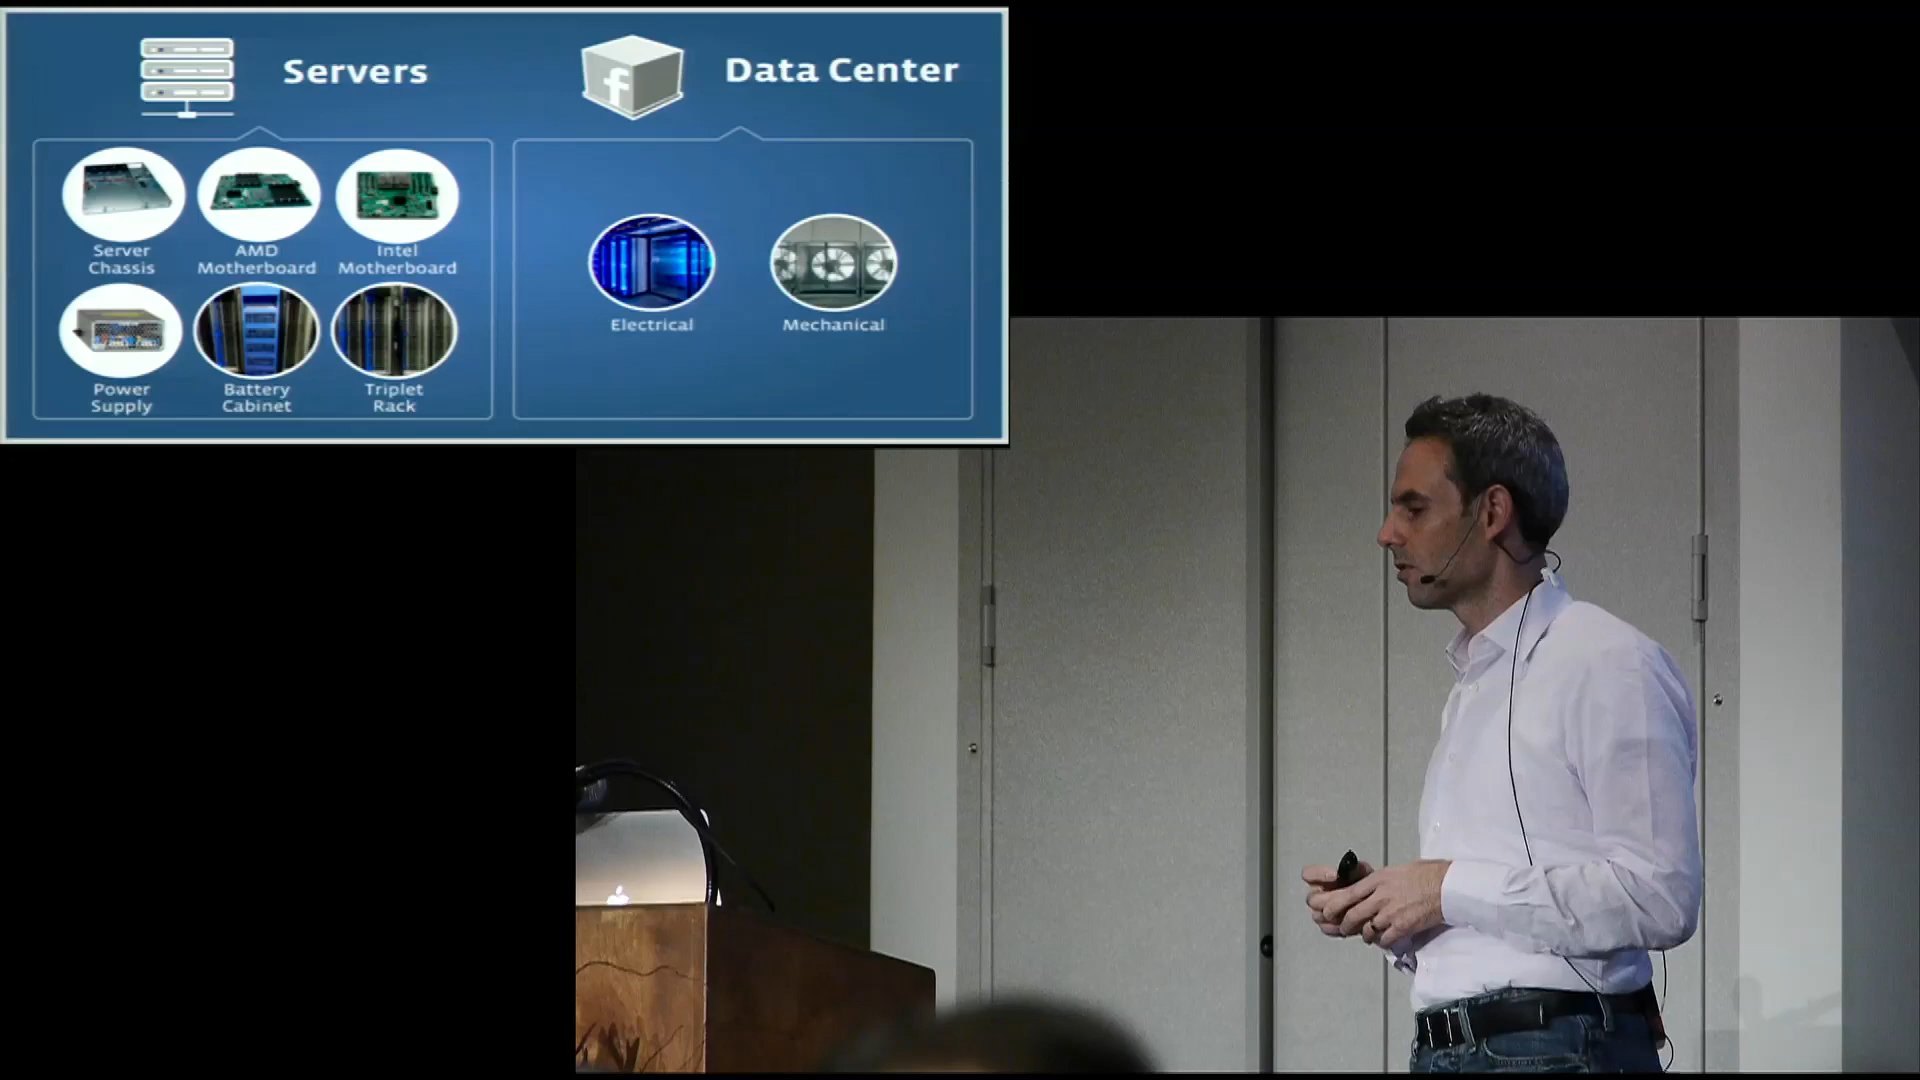 Servers
Data Center
Server
Chassis
AMD
Motherboard
Intel
Motherboard
Power
Supply
Battery
Cabinet
Triplet
Rack
Electrical
Mechanical